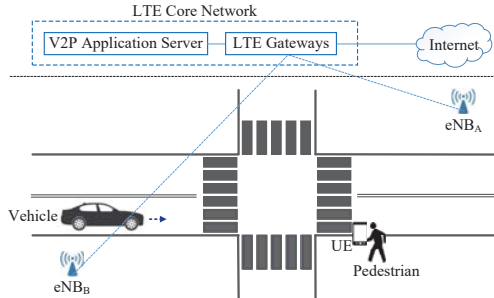 LTE Core Network
V2P Application Server
LTE Gateways
Internet
eNBA
Vehicle
UE
Pedestrian
eNBB